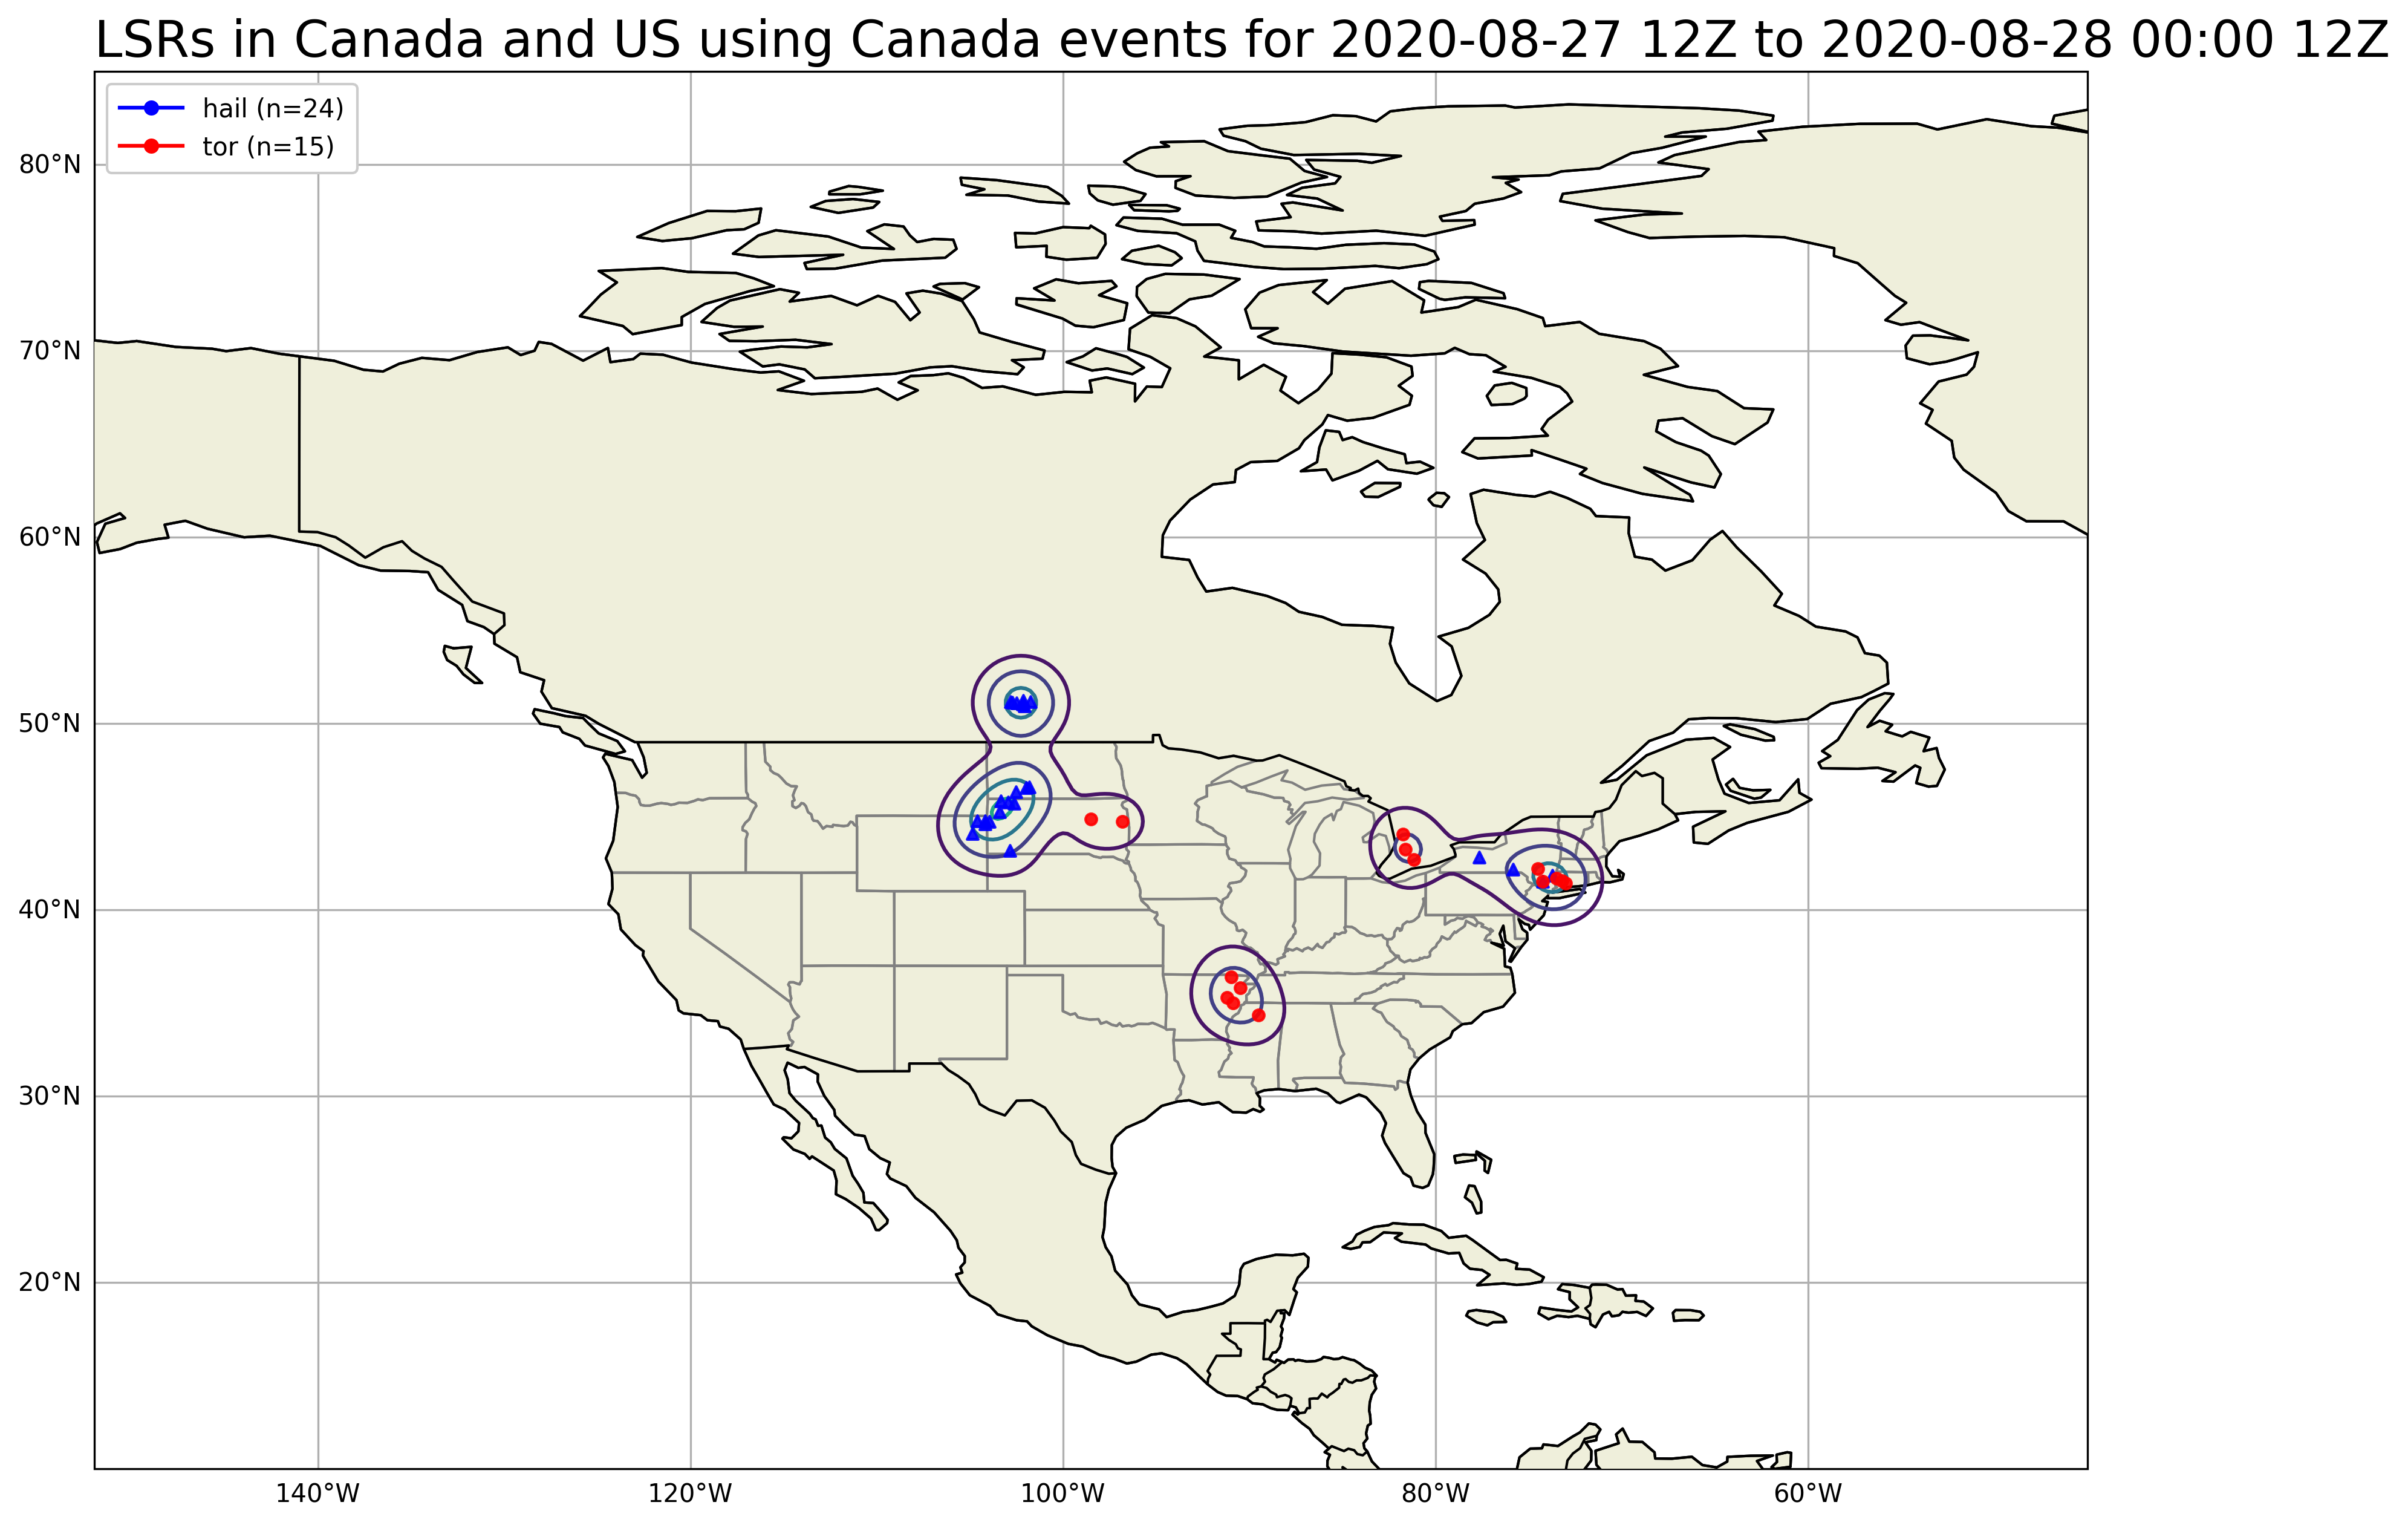 LSRs in Canada and US using Canada events for 2020-08-27 12Z to 2020-08-28 00:00 12Z
hail (n=24)
tor (n=15)
80°N
70°N
60°N
50°N
40°N
30°N
20°N
140°W
120°W
100°W
80°W
60°W